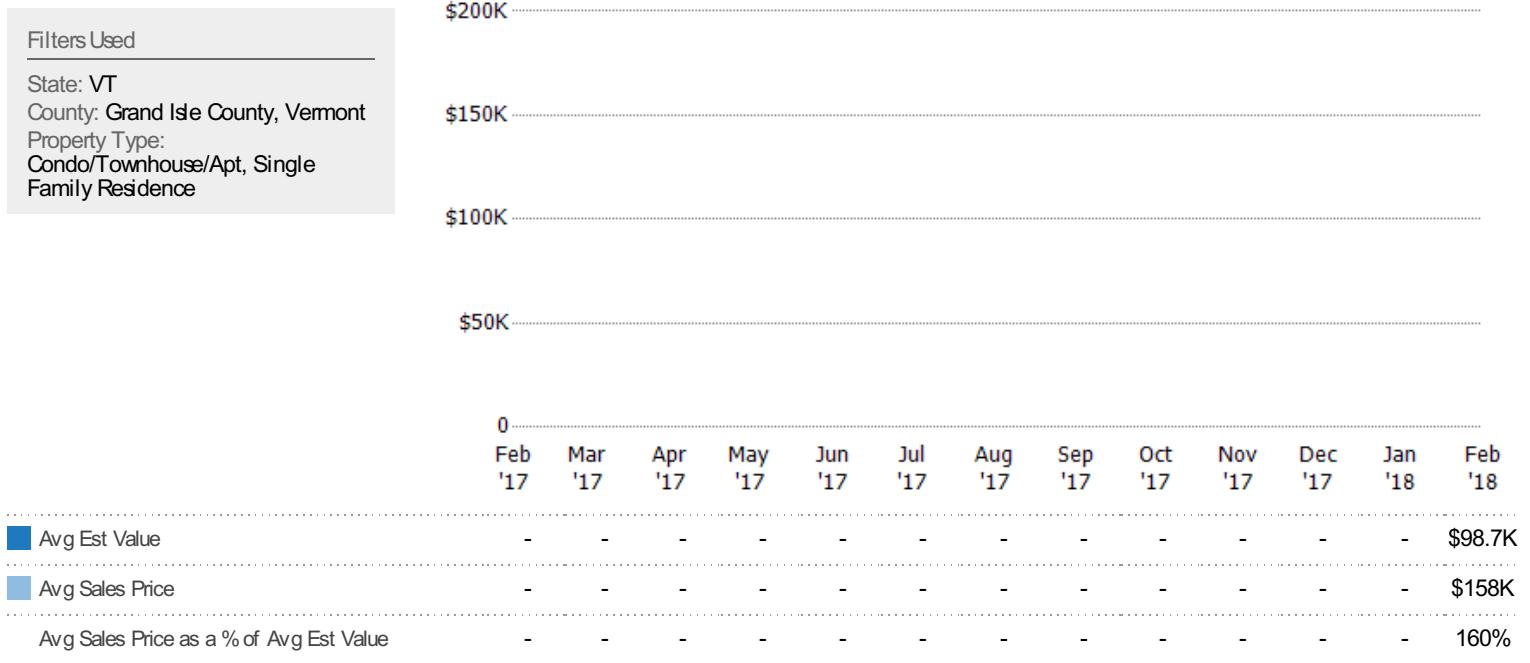 Filters Used
State: VT
County: Grand Isle County, Vermont
Property Type:
Condo/Townhouse/Apt, Single
Family Residence
$200K
$150K
$100K
$50K
0
Feb Mar Apr May Jun Jul Aug Sep Oct Nov Dec Jan Feb
'17 '17 '17 '17 '17 '17 '17 '17 '17 '17 '17 '18 '18
Avg Est Value - - - - - - - - - - - - $98.7K
Avg Sales Price - - - - - - - - - - - - $158K
Avg Sales Price as a % of Avg Est Value - - - - - - - - - - - - 160%